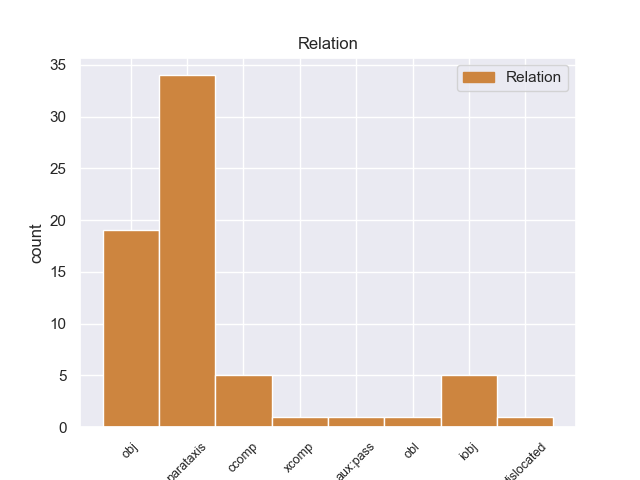 Relation
Relation
count
35
30
25
20
15
10
5
0
obj
parataxis
ccomp
xcomp
aux:pass
obl
iobj
dislocated